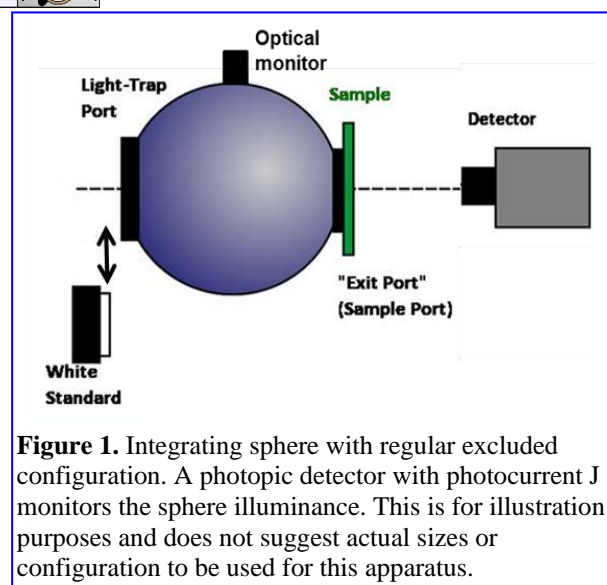 Optical
monitor
Light-Trap
Port
Sample
Detector
"Exit Port"
(Sample Port)
White
Standard
Figure 1. Integrating sphere with regular excluded
configuration. A photopic detector with photocurrent J
monitors the sphere illuminance. This is for illustration
purposes and does not suggest actual sizes or
configuration to be used for this apparatus.